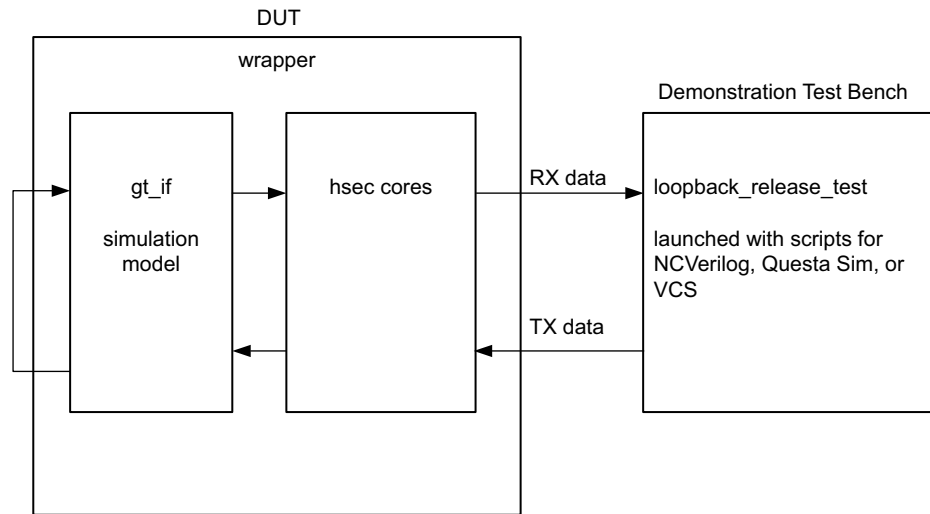 DUT
wrapper
Demonstration Test Bench
gt_if
simulation
model
hsec cores
RX data
TX data
loopback_release_test
launched with scripts for
NCVerilog, Questa Sim, or
VCS